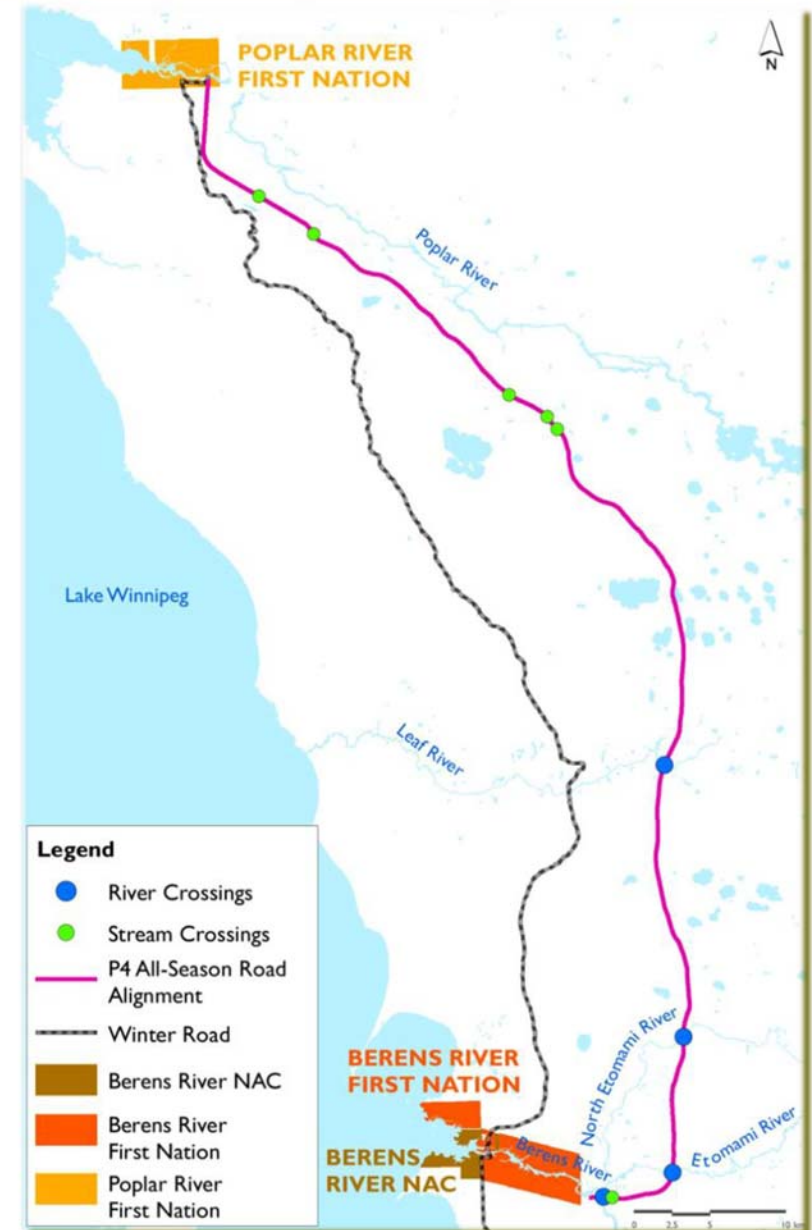 POPLAR RIVER
FIRST NATION
N
Poplar River
Lake Winnipeg
Leaf River
Legend
River Crossings
Stream Crossings
P4 All-Season Road
Alignment
Winter Road
Berens River NAC
Berens River
First Nation
Poplar River
First Nation
BERENS RIVER
FIRST NATION
North Etomami River
BERENS
RIVER NAC
Berens River
Etomami River
0 2.5 5 10